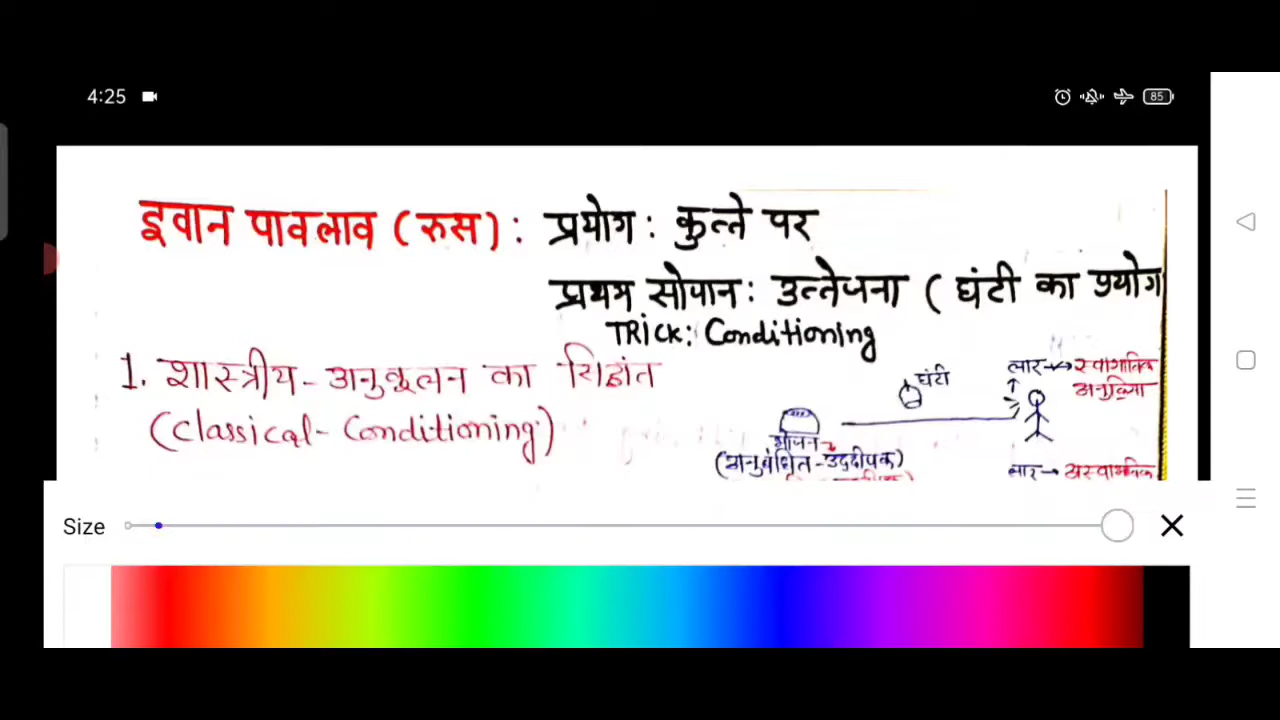 4:25
85
इवान पावलाव (रुस) : प्रयोग : कुत्ते पर
प्रथम सोपान : उत्तेजना ( घंटी का प्रयोग
TRICK: Conditioning
1. शास्त्रीय - अनुकूलन का सिद्धांत
(Classical - Conditioning)
घंटी
लार → स्वाभाविक
अनुक्रिया
भोजन →
(अनुबंधित - उद्दीपक)
लार → अस्वाभाविक
Size